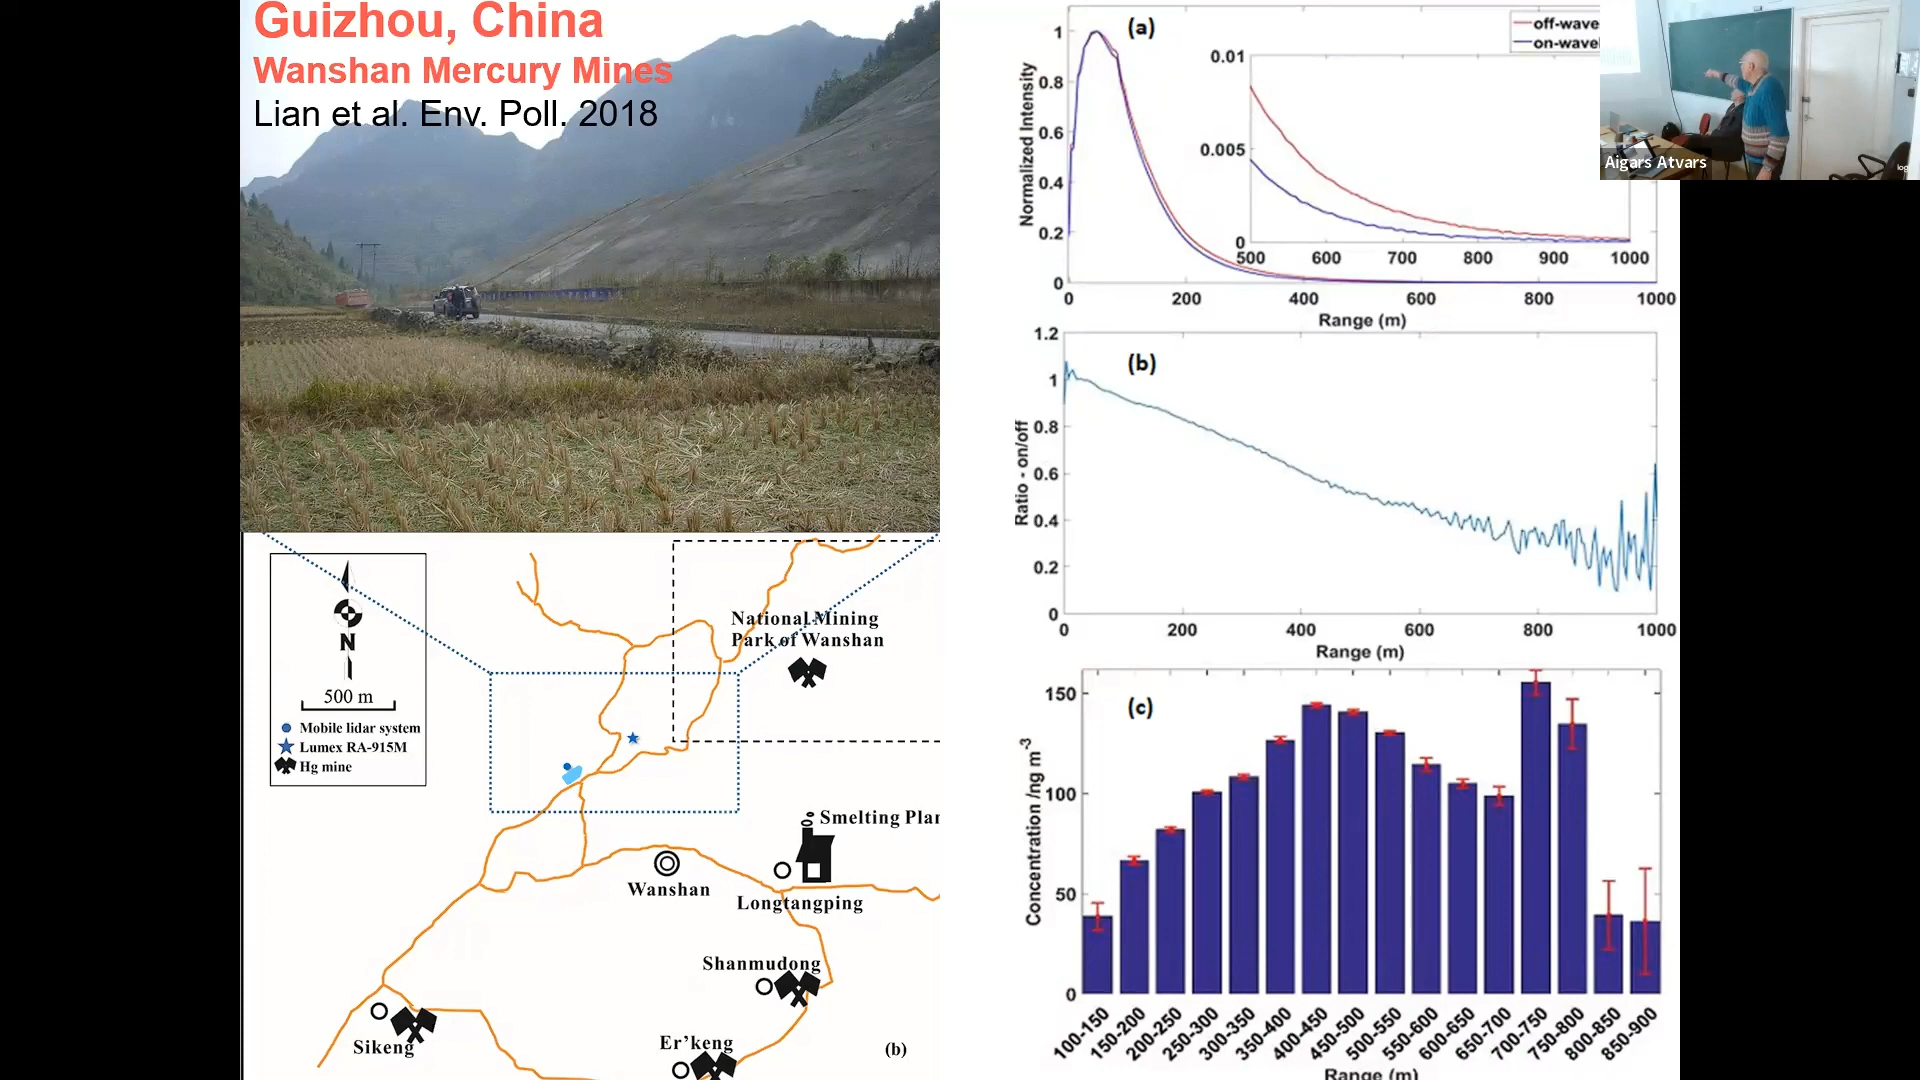 Guizhou, China
Wanshan Mercury Mines
Lian et al. Env. Poll. 2018
N
500 m
Mobile lidar system
Lumex RA-915M
Hg mine
National Mining
Park of Wanshan
Smelting Plan
Wanshan
Longtangping
Shanmudong
Sikeng
Er'keng
(b)
(a)
off-wave
on-wavel
Normalized Intensity
1
0.8
0.6
0.4
0.2
0
0.01
0.005
0
500 600 700 800 900 1000
0 200 400 600 800 1000
Range (m)
(b)
Ratio - on/off
1.2
1
0.8
0.6
0.4
0.2
0
0 200 400 600 800 1000
Range (m)
(c)
Concentration /ng m-3
150
100
50
0
100-150 150-200 200-250 250-300 300-350 350-400 400-450 450-500 500-550 550-600 600-650 650-700 700-750 750-800 800-850 850-900
Range (m)
Aigars Atvars
log